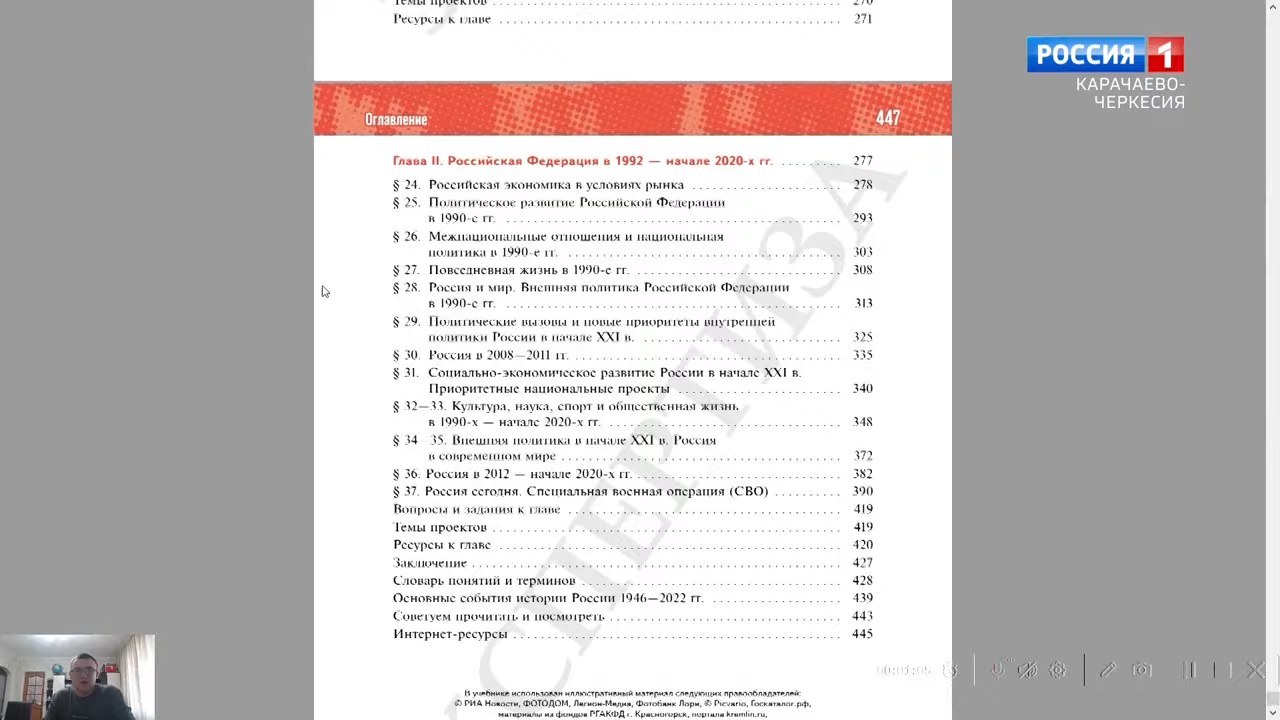 Темы проектов 270
Ресурсы к главе 271
РОССИЯ 1
КАРАЧАЕВО-
ЧЕРКЕСИЯ
Оглавление 447
Глава II. Российская Федерация в 1992 — начале 2020-х гг. 277
§ 24. Российская экономика в условиях рынка 278
§ 25. Политическое развитие Российской Федерации
в 1990-е гг. 293
§ 26. Межнациональные отношения и национальная
политика в 1990-е гг. 303
§ 27. Повседневная жизнь в 1990-е гг. 308
§ 28. Россия и мир. Внешняя политика Российской Федерации
в 1990-е гг. 313
§ 29. Политические вызовы и новые приоритеты внутренней
политики России в начале XXI в. 325
§ 30. Россия в 2008—2011 гг. 335
§ 31. Социально-экономическое развитие России в начале XXI в.
Приоритетные национальные проекты 340
§ 32—33. Культура, наука, спорт и общественная жизнь
в 1990-х — начале 2020-х гг. 348
§ 34—35. Внешняя политика в начале XXI в. Россия
в современном мире 372
§ 36. Россия в 2012 — начале 2020-х гг. 382
§ 37. Россия сегодня. Специальная военная операция (СВО) 390
Вопросы и задания к главе 419
Темы проектов 419
Ресурсы к главе 420
Заключение 427
Словарь понятий и терминов 428
Основные события истории России 1946—2022 гг. 439
Советуем прочитать и посмотреть 443
Интернет-ресурсы 445
ЭКСПЕРТИЗА
00:01:05
В учебнике использован иллюстративный материал следующих правообладателей:
© РИА Новости, ФОТОДОМ, Легион-Медиа, Фотобанк Лори, © Picvario, Госкаталог.рф,
материалы из фондов РГАКФД г. Красногорск, портала kremlin.ru,